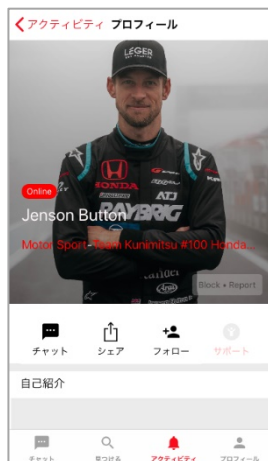 アクティビティ プロフィール
LÉGER
HONDA
ATJ
RAYBRIG
Online
Jenson Button
Motor Sport-Team Kunimitsu #100 Honda...
Arai
Block • Report
チャット シェア フォロー サポート
自己紹介
チャット 見つける アクティビティ プロフィール